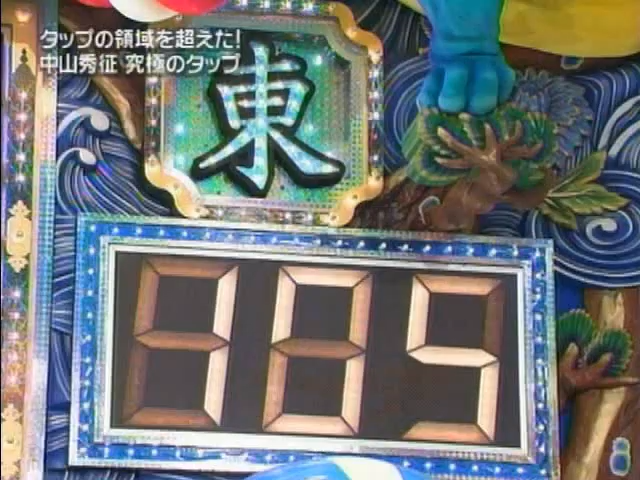 タップの領域を超えた!
中山秀征 究極のタップ
東